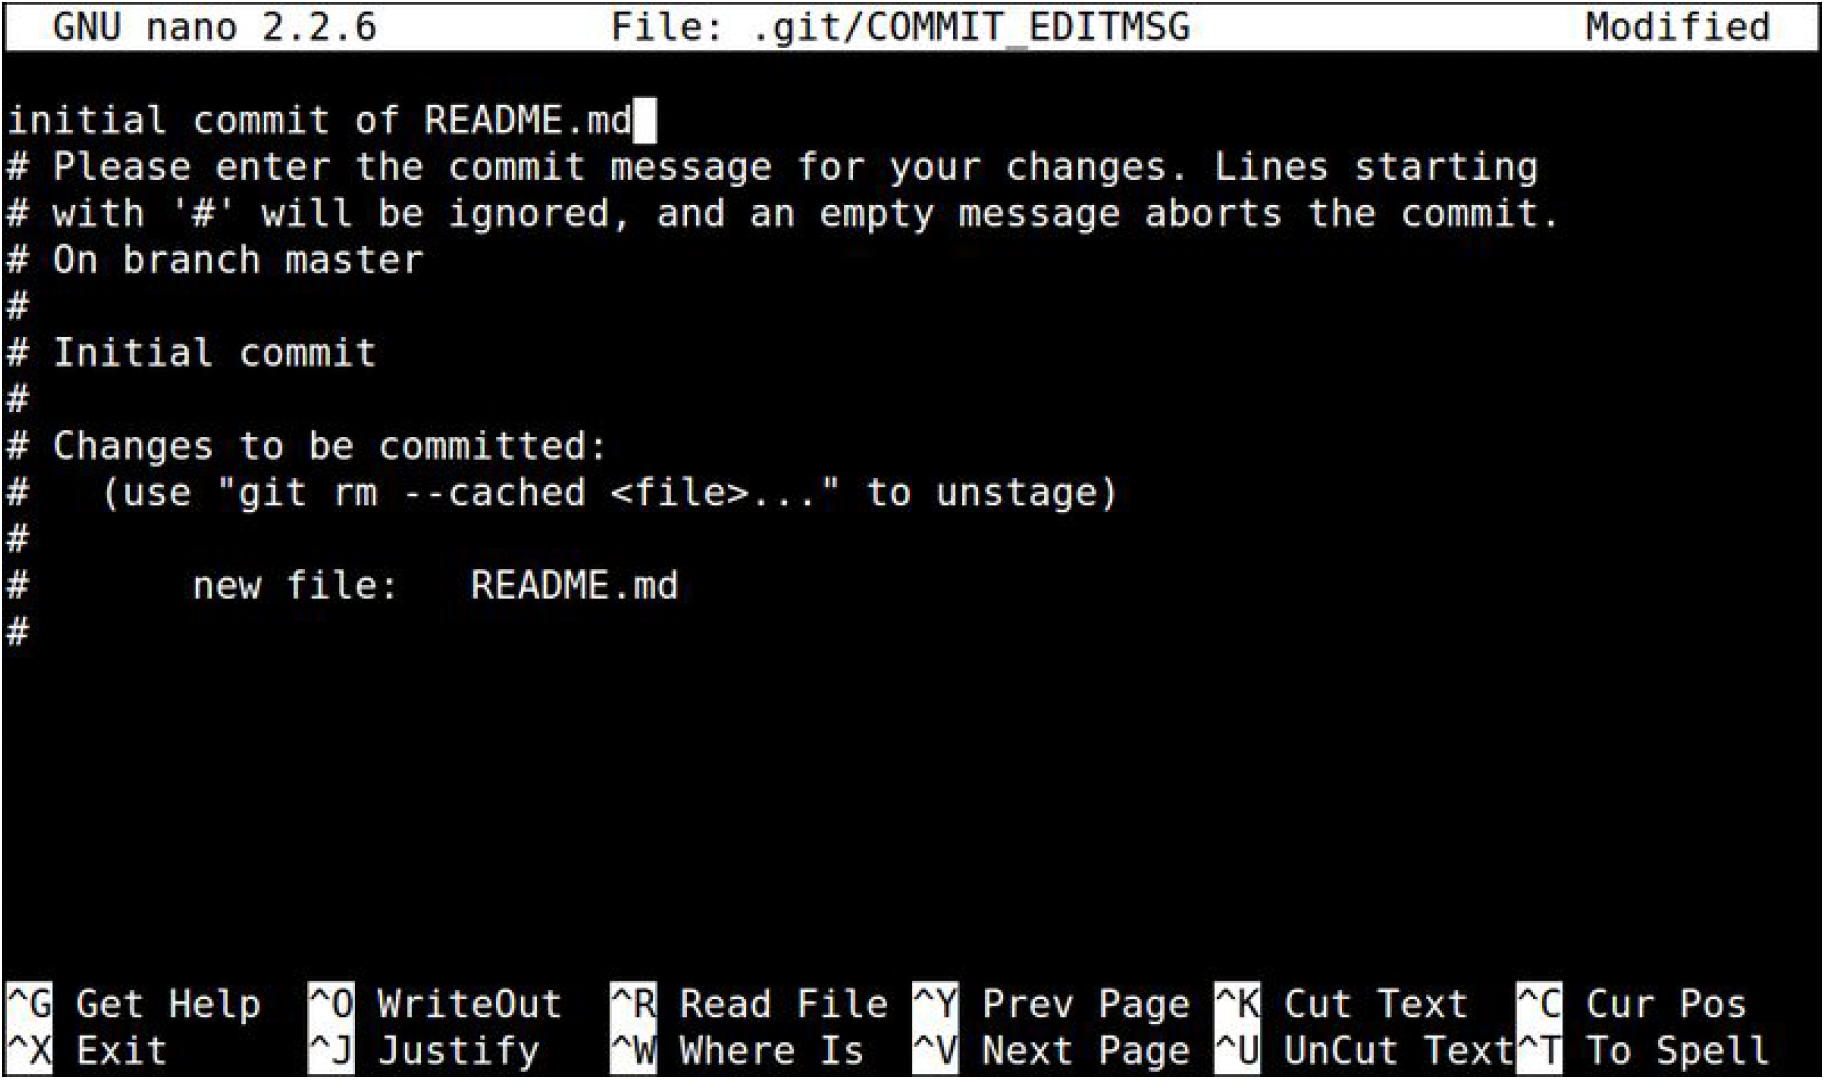 GNU nano 2.2.6 File: .git/COMMIT_EDITMSG Modified
initial commit of README.md
# Please enter the commit message for your changes. Lines starting
# with '#' will be ignored, and an empty message aborts the commit.
# On branch master
#
# Initial commit
#
# Changes to be committed:
#   (use "git rm --cached <file>..." to unstage)
#
#       new file:   README.md
#
^G Get Help ^O WriteOut ^R Read File ^Y Prev Page ^K Cut Text ^C Cur Pos
^X Exit ^J Justify ^W Where Is ^V Next Page ^U UnCut Text ^T To Spell